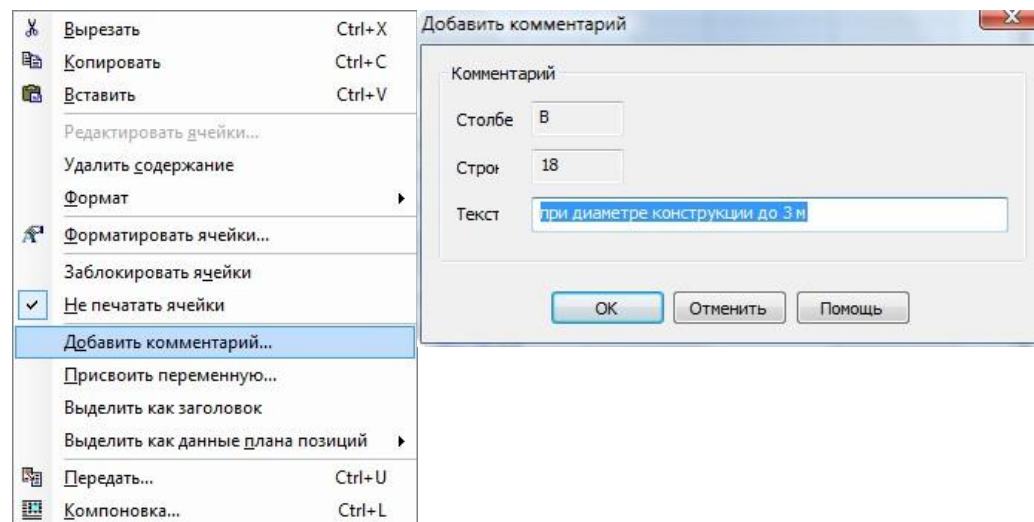 Вырезать Ctrl+X
Копировать Ctrl+C
Вставить Ctrl+V
Редактировать ячейки...
Удалить содержание
Формат
Форматировать ячейки...
Заблокировать ячейки
Не печатать ячейки
Добавить комментарий...
Присвоить переменную...
Выделить как заголовок
Выделить как данные плана позиций
Передать... Ctrl+U
Компоновка... Ctrl+L
Добавить комментарий
Комментарий
Столбе B
Строк 18
Текст при диаметре конструкции до 3 м
OK Отменить Помощь